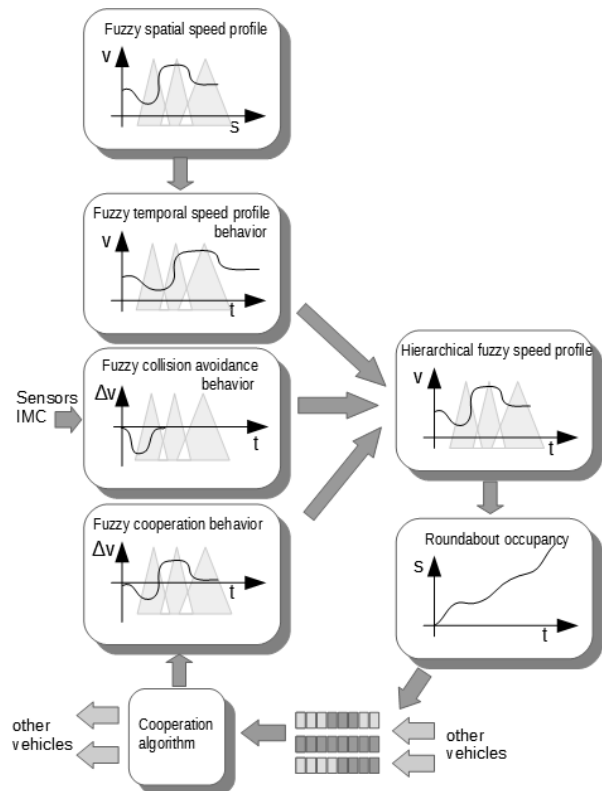 Fuzzy spatial speed profile
v
s
Fuzzy temporal speed profile
behavior
v
t
Fuzzy collision avoidance
behavior
Δv
t
Sensors
IMC
Hierarchical fuzzy speed profile
v
t
Fuzzy cooperation behavior
Δv
t
Roundabout occupancy
s
t
Cooperation
algorithm
other
vehicles
other
vehicles